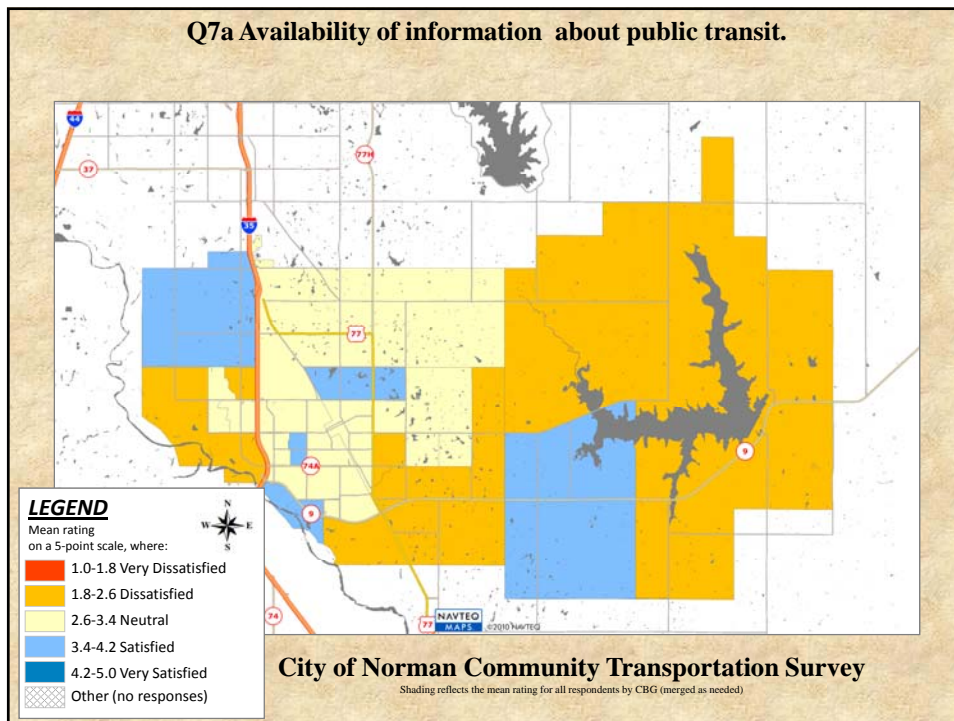 Q7a Availability of information about public transit.
44
37
77H
35
77
74A
9
9
74
77
NAVTEQ
MAPS
©2010 NAVTEQ
LEGEND
Mean rating
on a 5-point scale, where:
N
W E
S
1.0-1.8 Very Dissatisfied
1.8-2.6 Dissatisfied
2.6-3.4 Neutral
3.4-4.2 Satisfied
4.2-5.0 Very Satisfied
Other (no responses)
City of Norman Community Transportation Survey
Shading reflects the mean rating for all respondents by CBG (merged as needed)